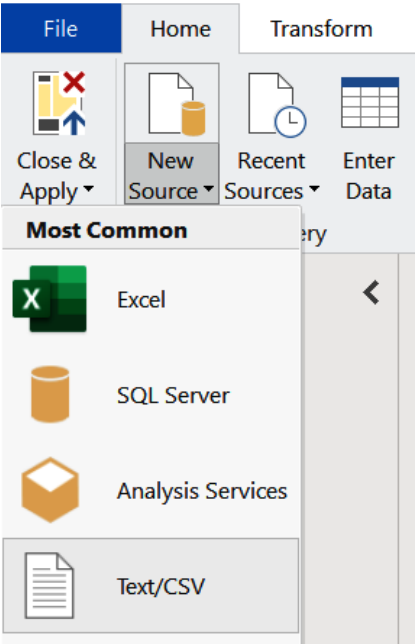 File Home Transform
Close & New Recent Enter
Apply Source Sources Data
Most Common
ery
Excel
SQL Server
Analysis Services
Text/CSV